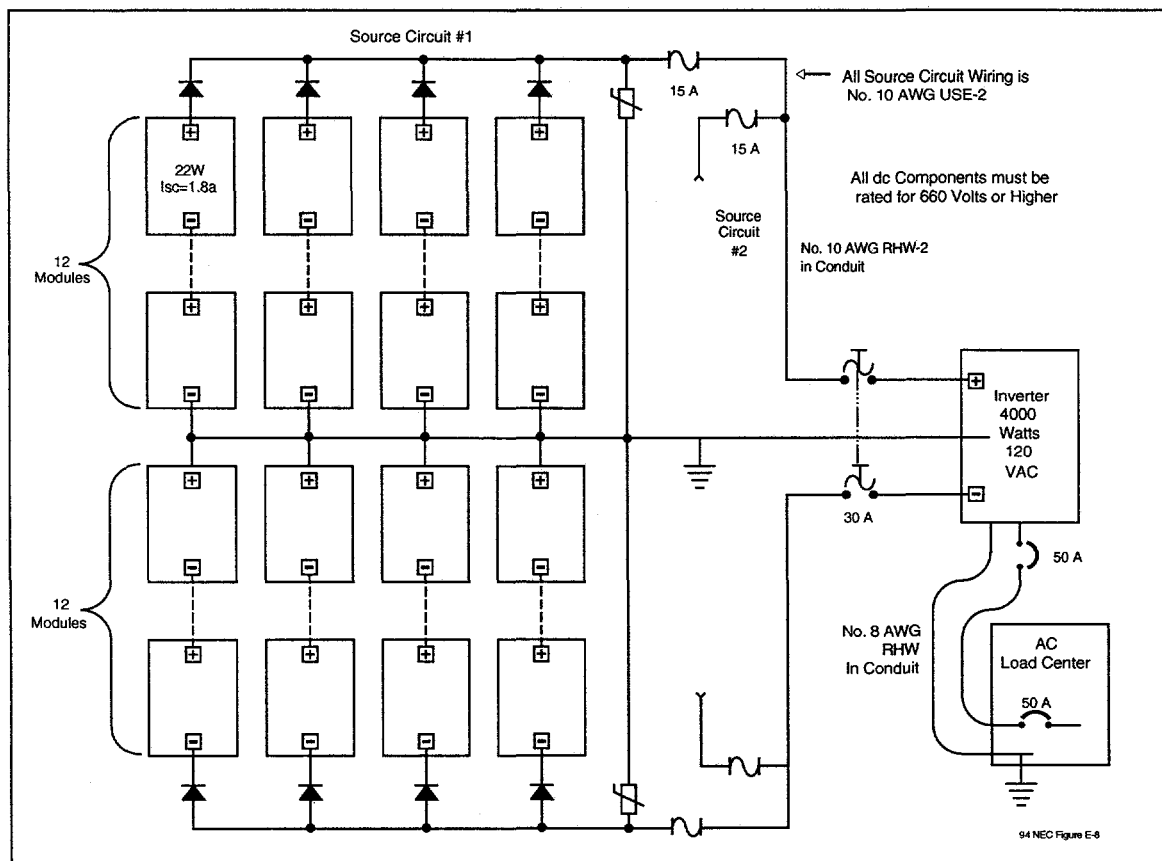 Source Circuit #1
15 A
All Source Circuit Wiring is
No. 10 AWG USE-2
15 A
22W
Isc=1.8a
All dc Components must be
rated for 660 Volts or Higher
Source
Circuit
#2
No. 10 AWG RHW-2
in Conduit
12
Modules
Inverter
4000
Watts
120
VAC
30 A
50 A
12
Modules
No. 8 AWG
RHW
In Conduit
AC
Load Center
50 A
94 NEC Figure E-8